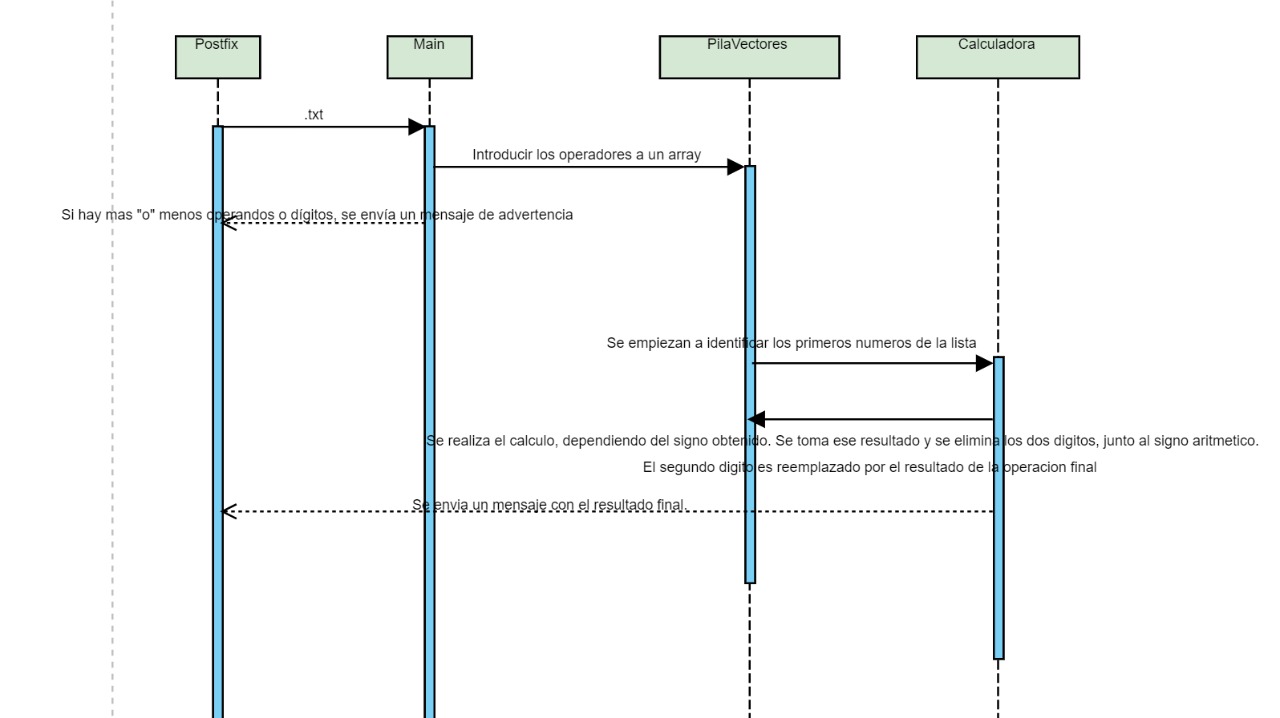 Postfix
Main
PilaVectores
Calculadora
.txt
Introducir los operadores a un array
Si hay mas "o" menos operandos o dígitos, se envía un mensaje de advertencia
Se empiezan a identificar los primeros numeros de la lista
Se realiza el calculo, dependiendo del signo obtenido. Se toma ese resultado y se elimina los dos digitos, junto al signo aritmetico.
El segundo digito es reemplazado por el resultado de la operacion final
Se envia un mensaje con el resultado final.